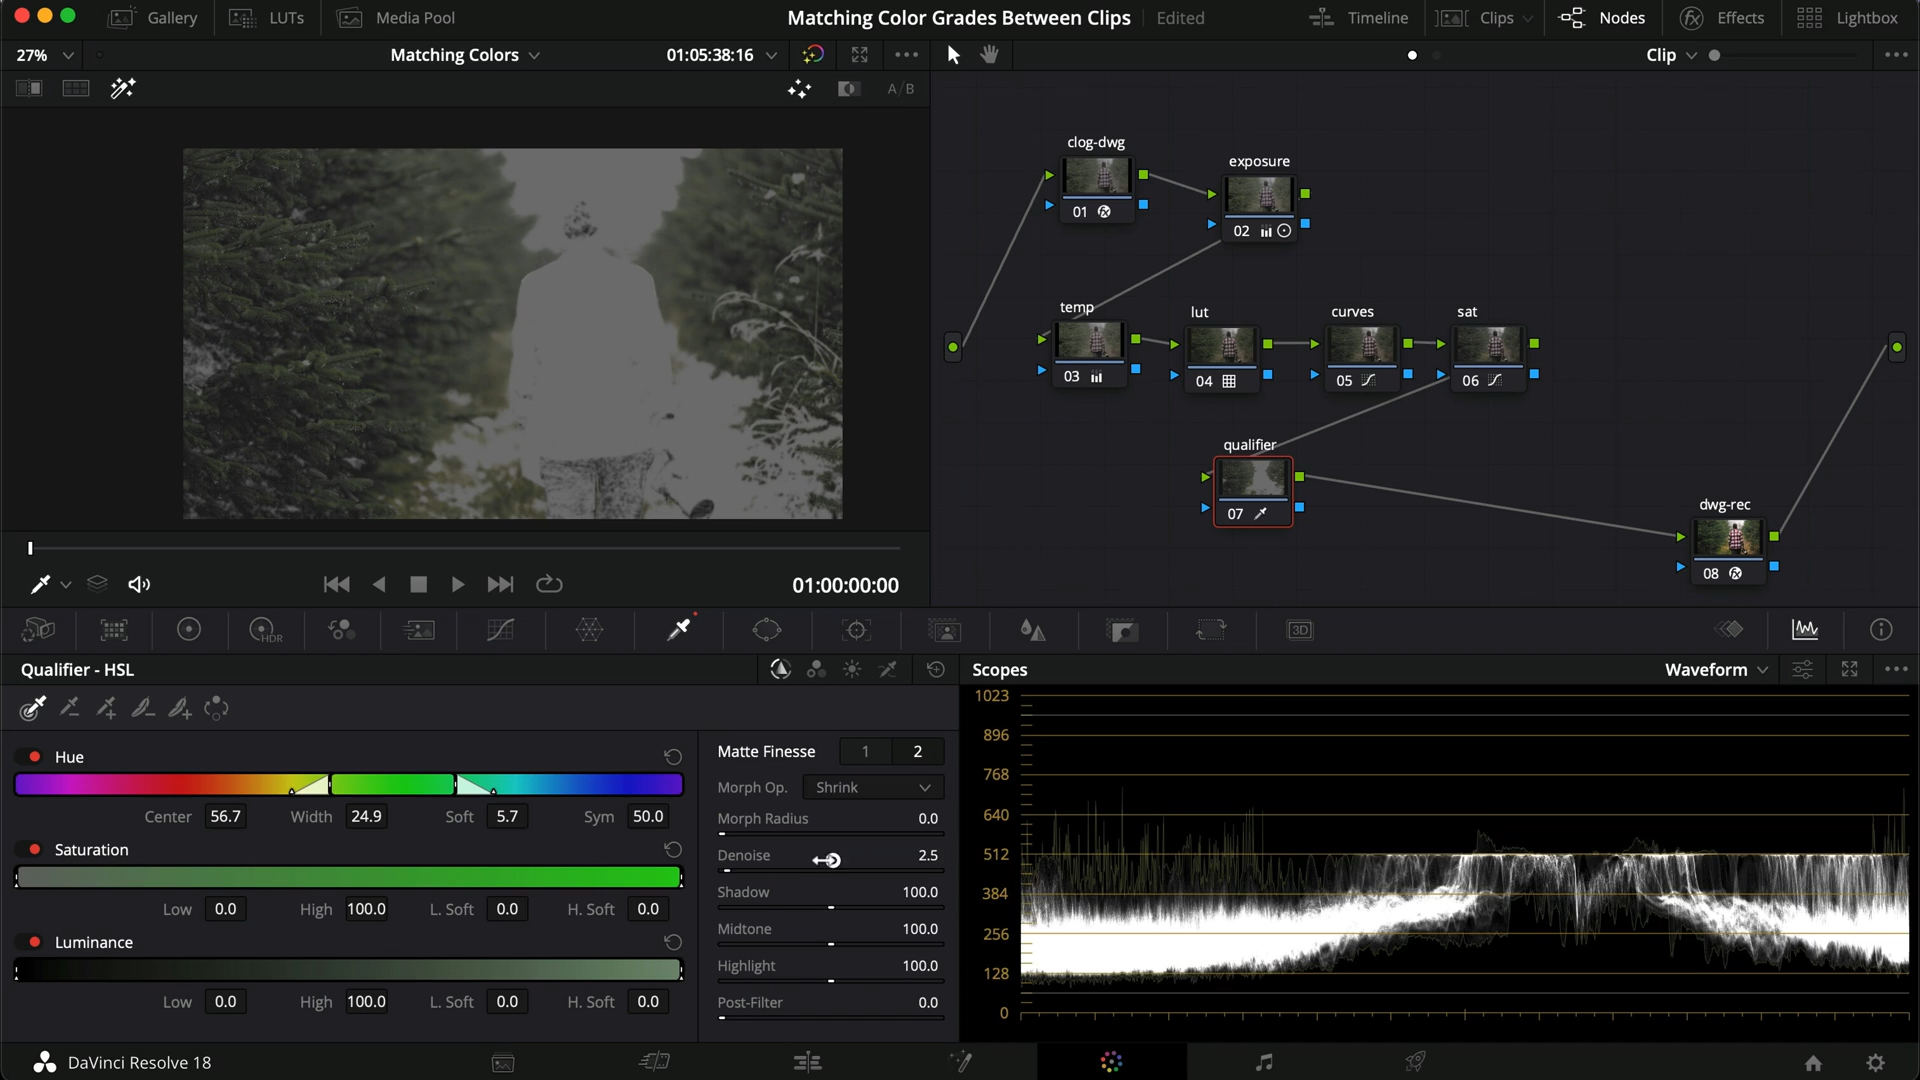 Gallery LUTs Media Pool Matching Color Grades Between Clips Edited Timeline Clips Nodes Effects Lightbox
27% Matching Colors 01:05:38:16 Clip
A/B
clog-dwg
01
exposure
02
temp
03
lut
04
curves
05
sat
06
qualifier
07
dwg-rec
08
01:00:00:00
HDR
3D
Qualifier - HSL
Hue
Center 56.7 Width 24.9 Soft 5.7 Sym 50.0
Saturation
Low 0.0 High 100.0 L. Soft 0.0 H. Soft 0.0
Luminance
Low 0.0 High 100.0 L. Soft 0.0 H. Soft 0.0
Matte Finesse 1 2
Morph Op. Shrink
Morph Radius 0.0
Denoise 2.5
Shadow 100.0
Midtone 100.0
Highlight 100.0
Post-Filter 0.0
Scopes Waveform
1023
896
768
640
512
384
256
128
0
DaVinci Resolve 18